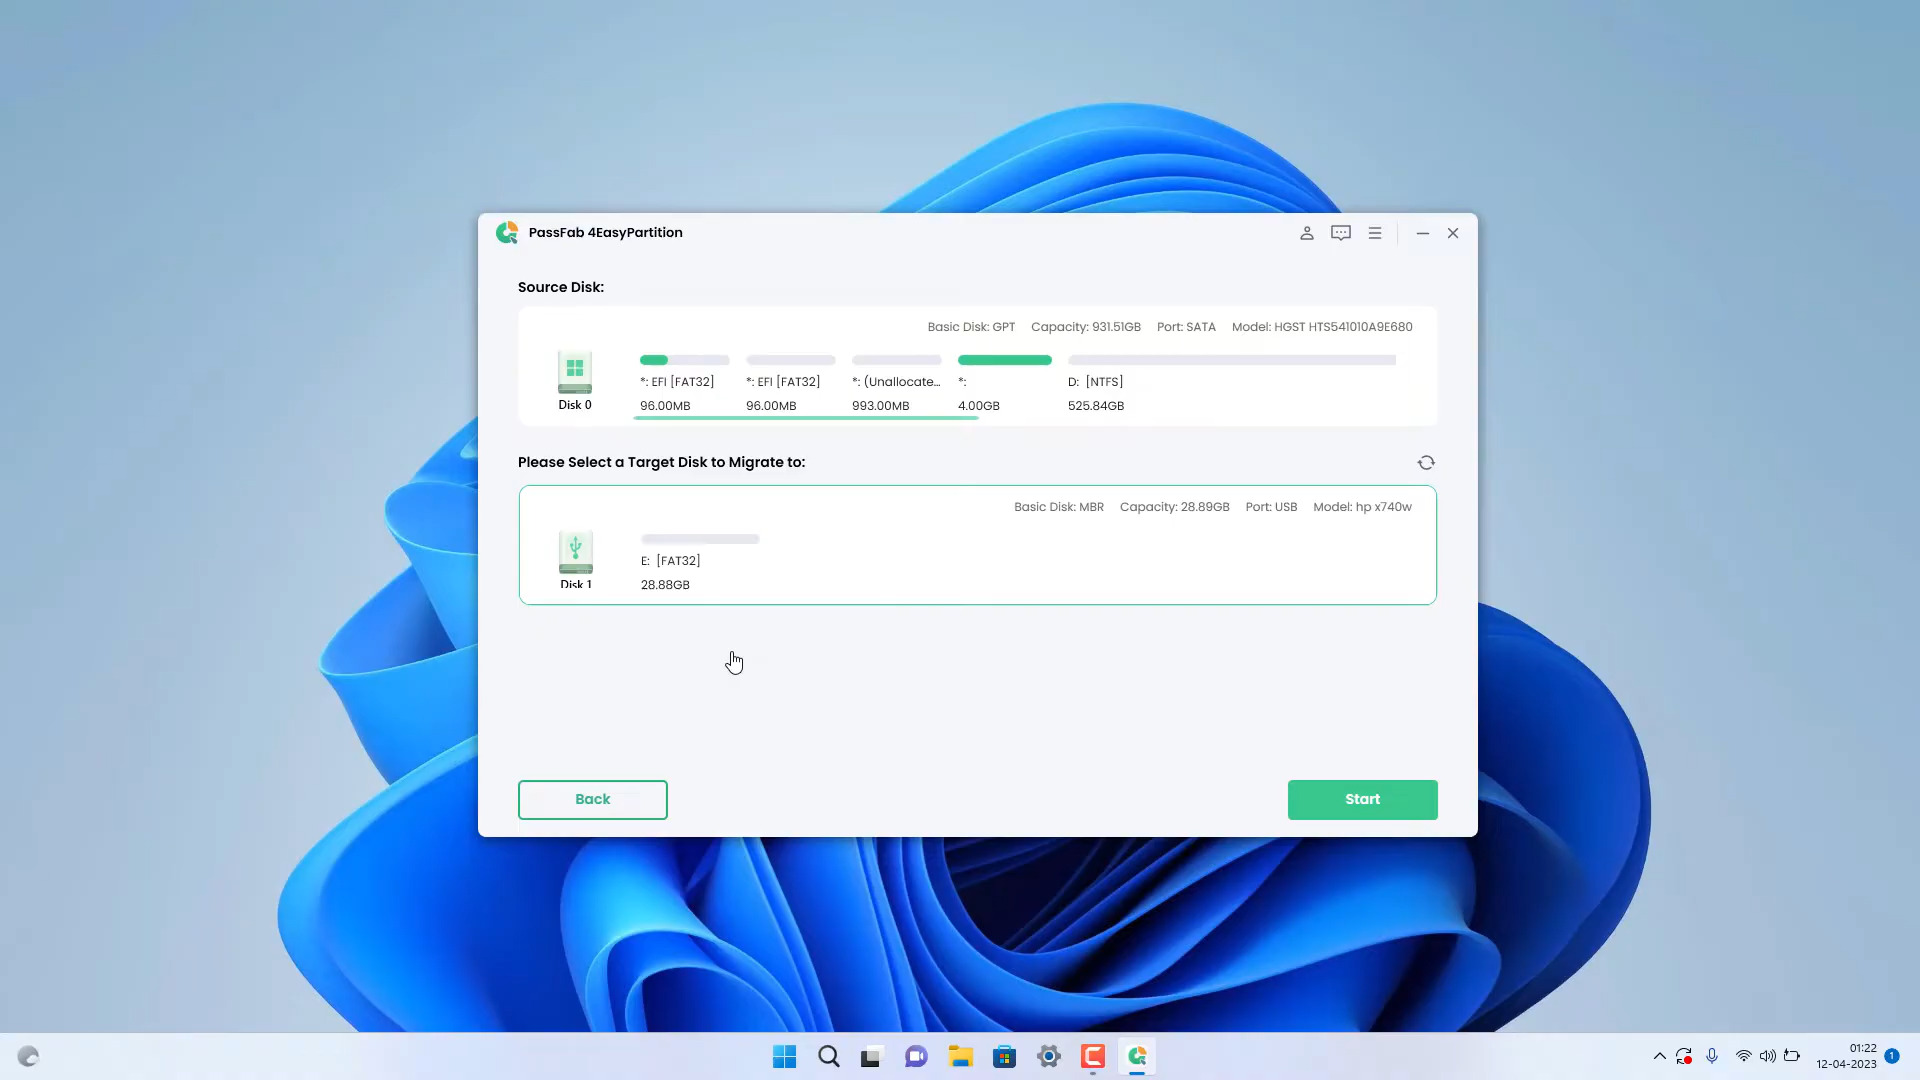 PassFab 4EasyPartition
Source Disk:
Basic Disk: GPT Capacity: 931.51GB Port: SATA Model: HGST HTS541010A9E680
*: EFI [FAT32] *: EFI [FAT32] *: (Unallocate... *: D: [NTFS]
Disk 0 96.00MB 96.00MB 993.00MB 4.00GB 525.84GB
Please Select a Target Disk to Migrate to:
Basic Disk: MBR Capacity: 28.89GB Port: USB Model: hp x740w
E: [FAT32]
Disk 1 28.88GB
Back Start
01:22
12-04-2023 1